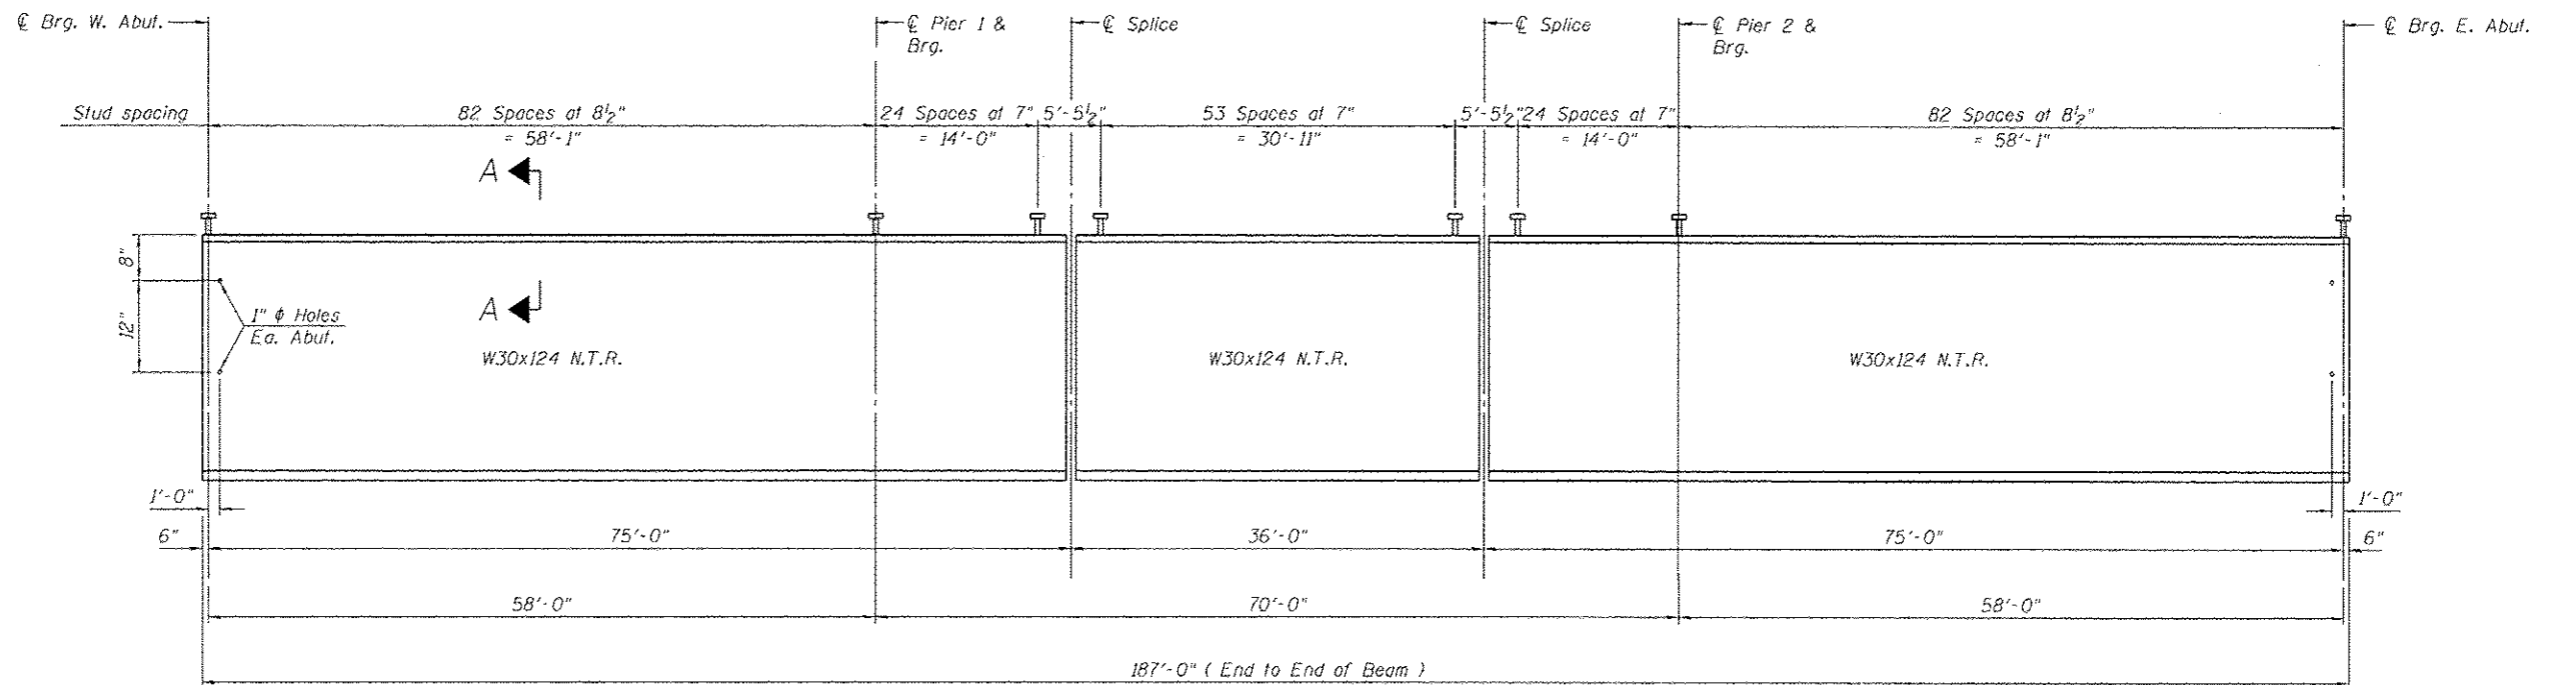 ℄ Brg. W. Abut.
℄ Pier 1 &
Brg.
℄ Splice
℄ Splice
℄ Pier 2 &
Brg.
℄ Brg. E. Abut.
Stud spacing
82 Spaces at 8½"
= 58'-1"
24 Spaces at 7"
= 14'-0"
5'-5½"
53 Spaces at 7"
= 30'-11"
5'-5½"
24 Spaces at 7"
= 14'-0"
82 Spaces at 8½"
= 58'-1"
A
A
8"
12"
1" ϕ Holes
Ea. Abut.
W30x124 N.T.R.
W30x124 N.T.R.
W30x124 N.T.R.
1'-0"
1'-0"
6"
75'-0"
36'-0"
75'-0"
6"
58'-0"
70'-0"
58'-0"
187'-0" ( End to End of Beam )